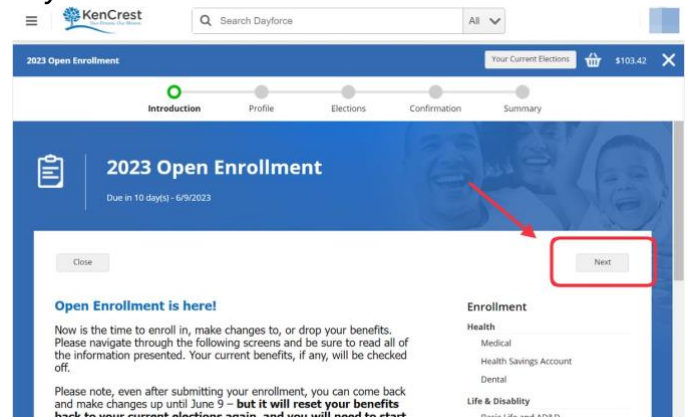 KenCrest
Search Dayforce
All
2023 Open Enrollment
Your Current Elections
$103.42
Introduction
Profile
Elections
Confirmation
Summary
2023 Open Enrollment
Due in 10 day(s) - 6/9/2023
Close
Next
Open Enrollment is here!
Now is the time to enroll in, make changes to, or drop your benefits.
Please navigate through the following screens and be sure to read all of
the information presented. Your current benefits, if any, will be checked
off.
Please note, even after submitting your enrollment, you can come back
and make changes up until June 9 – but it will reset your benefits
back to your current elections again, and you will need to start
Enrollment
Health
Medical
Health Savings Account
Dental
Life & Disablity
Basic Life and AD&D